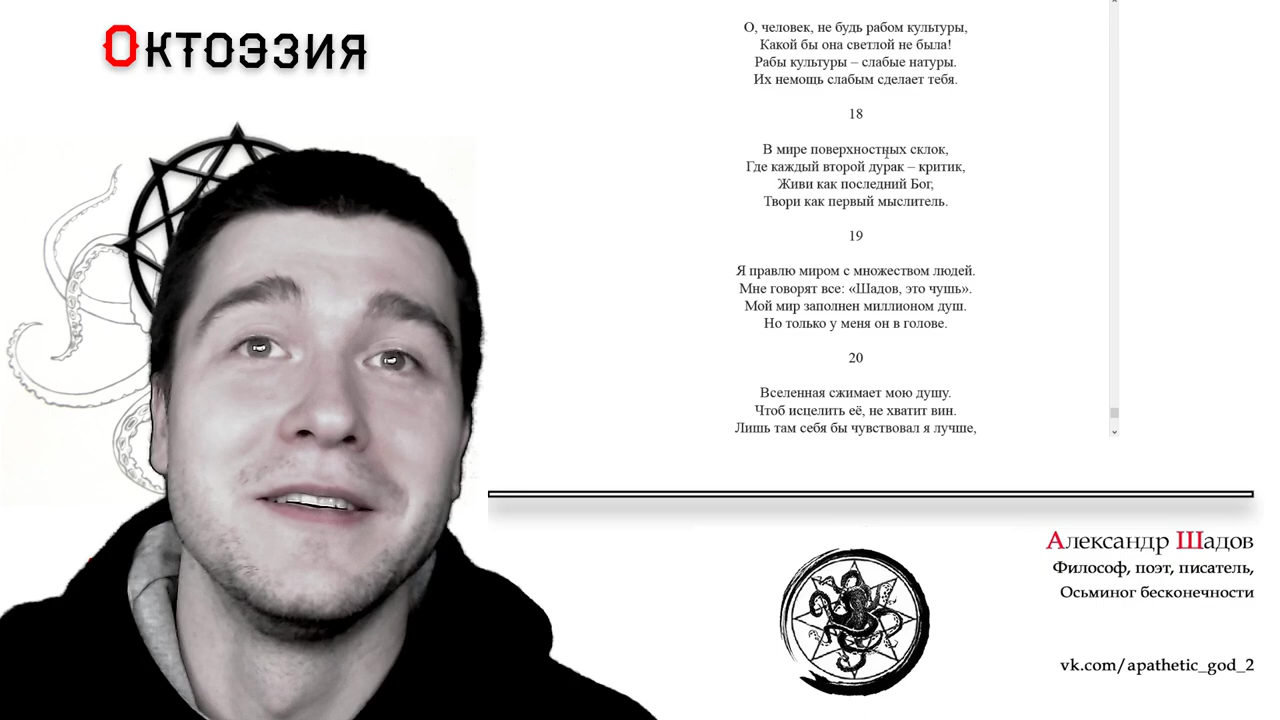 Октоэзия
О, человек, не будь рабом культуры,
Какой бы она светлой не была!
Рабы культуры – слабые натуры.
Их немощь слабым сделает тебя.
18
В мире поверхностных склок,
Где каждый второй дурак – критик,
Живи как последний Бог,
Твори как первый мыслитель.
19
Я правлю миром с множеством людей.
Мне говорят все: «Шадов, это чушь».
Мой мир заполнен миллионом душ.
Но только у меня он в голове.
20
Вселенная сжимает мою душу.
Чтоб исцелить её, не хватит вин.
Лишь там себя бы чувствовал я лучше,
Александр Шадов
Философ, поэт, писатель,
Осьминог бесконечности
vk.com/apathetic_god_2